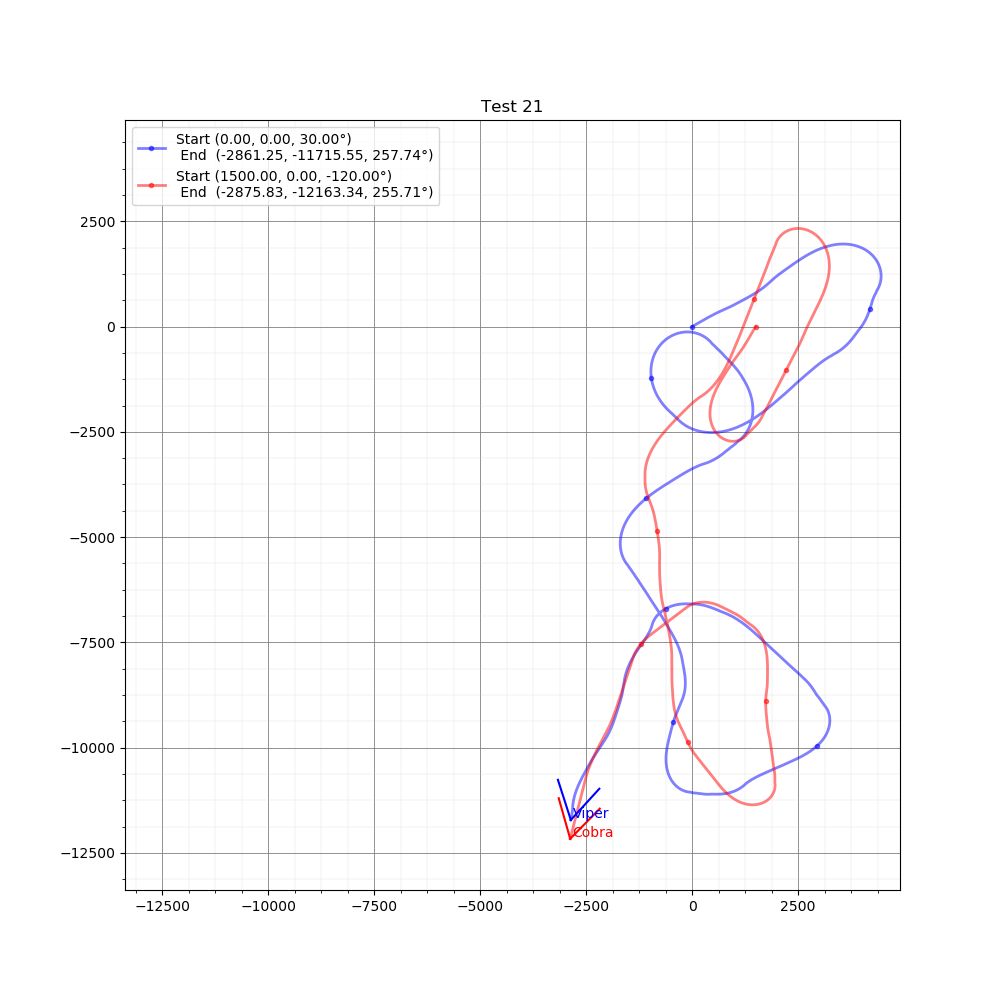 Test 21
Start (0.00, 0.00, 30.00°)
End (-2861.25, -11715.55, 257.74°)
Start (1500.00, 0.00, -120.00°)
End (-2875.83, -12163.34, 255.71°)
2500
0
−2500
−5000
−7500
−10000
−12500
Viper
Cobra
−12500 −10000 −7500 −5000 −2500 0 2500